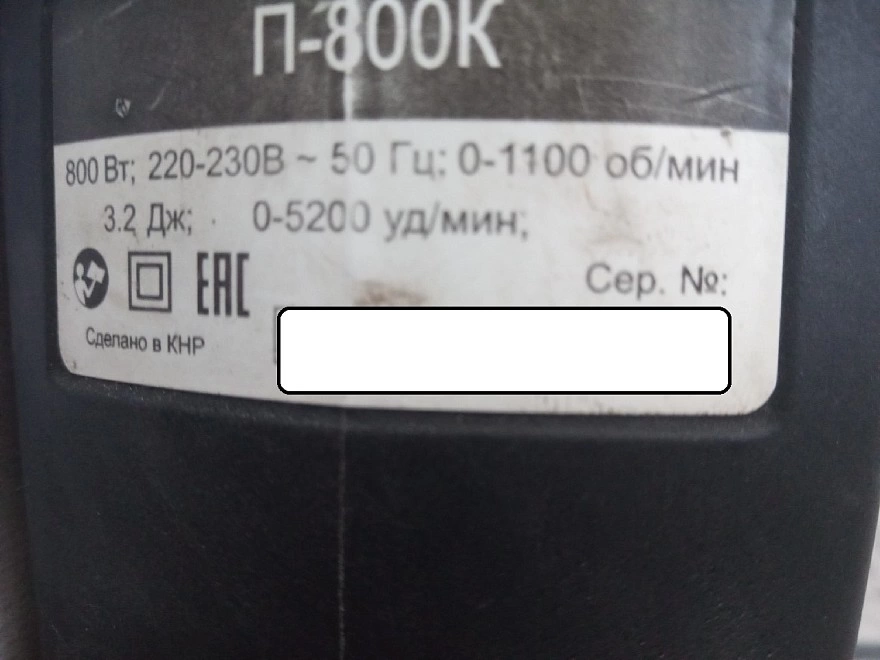 П-800К
800 Вт; 220-230В ~ 50 Гц; 0-1100 об/мин
3.2 Дж; 0-5200 уд/мин;
EAC
Сер. №:
Сделано в КНР